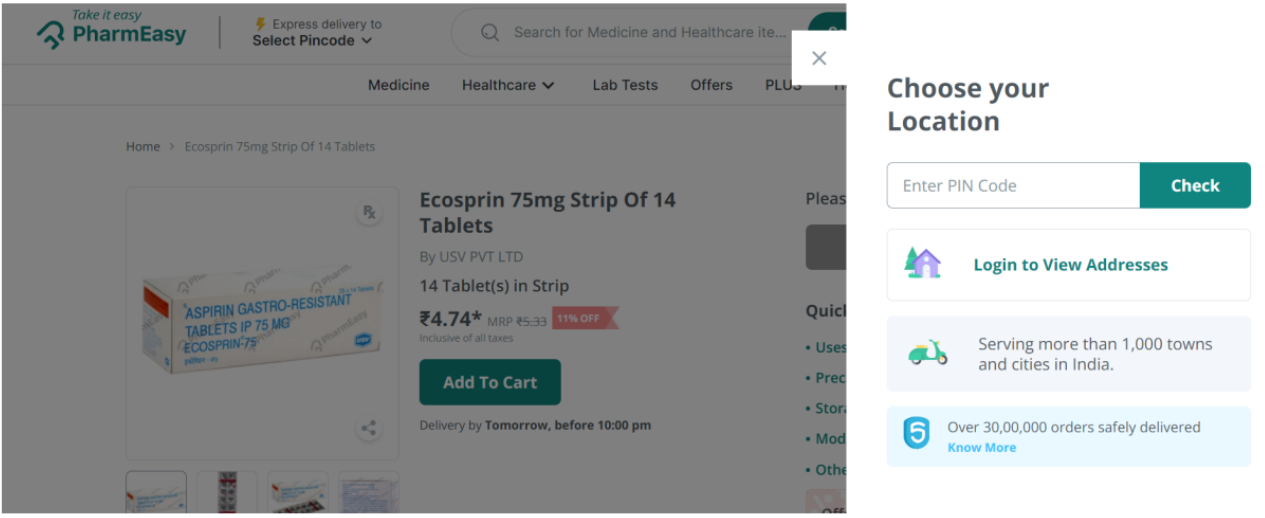 Take it easy
PharmEasy
Express delivery to
Select Pincode
Search for Medicine and Healthcare ite...
Medicine Healthcare Lab Tests Offers PLUS
Home > Ecosprin 75mg Strip Of 14 Tablets
Rx
ASPIRIN GASTRO-RESISTANT
TABLETS IP 75 MG
ECOSPRIN-75
Ecosprin 75mg Strip Of 14
Tablets
By USV PVT LTD
14 Tablet(s) in Strip
₹4.74* MRP ₹5.33 11% OFF
Inclusive of all taxes
Add To Cart
Delivery by Tomorrow, before 10:00 pm
Pleas
Quicl
• Uses
• Prec
• Stor
• Mod
• Othe
Choose your
Location
Enter PIN Code Check
Login to View Addresses
Serving more than 1,000 towns
and cities in India.
Over 30,00,000 orders safely delivered
Know More